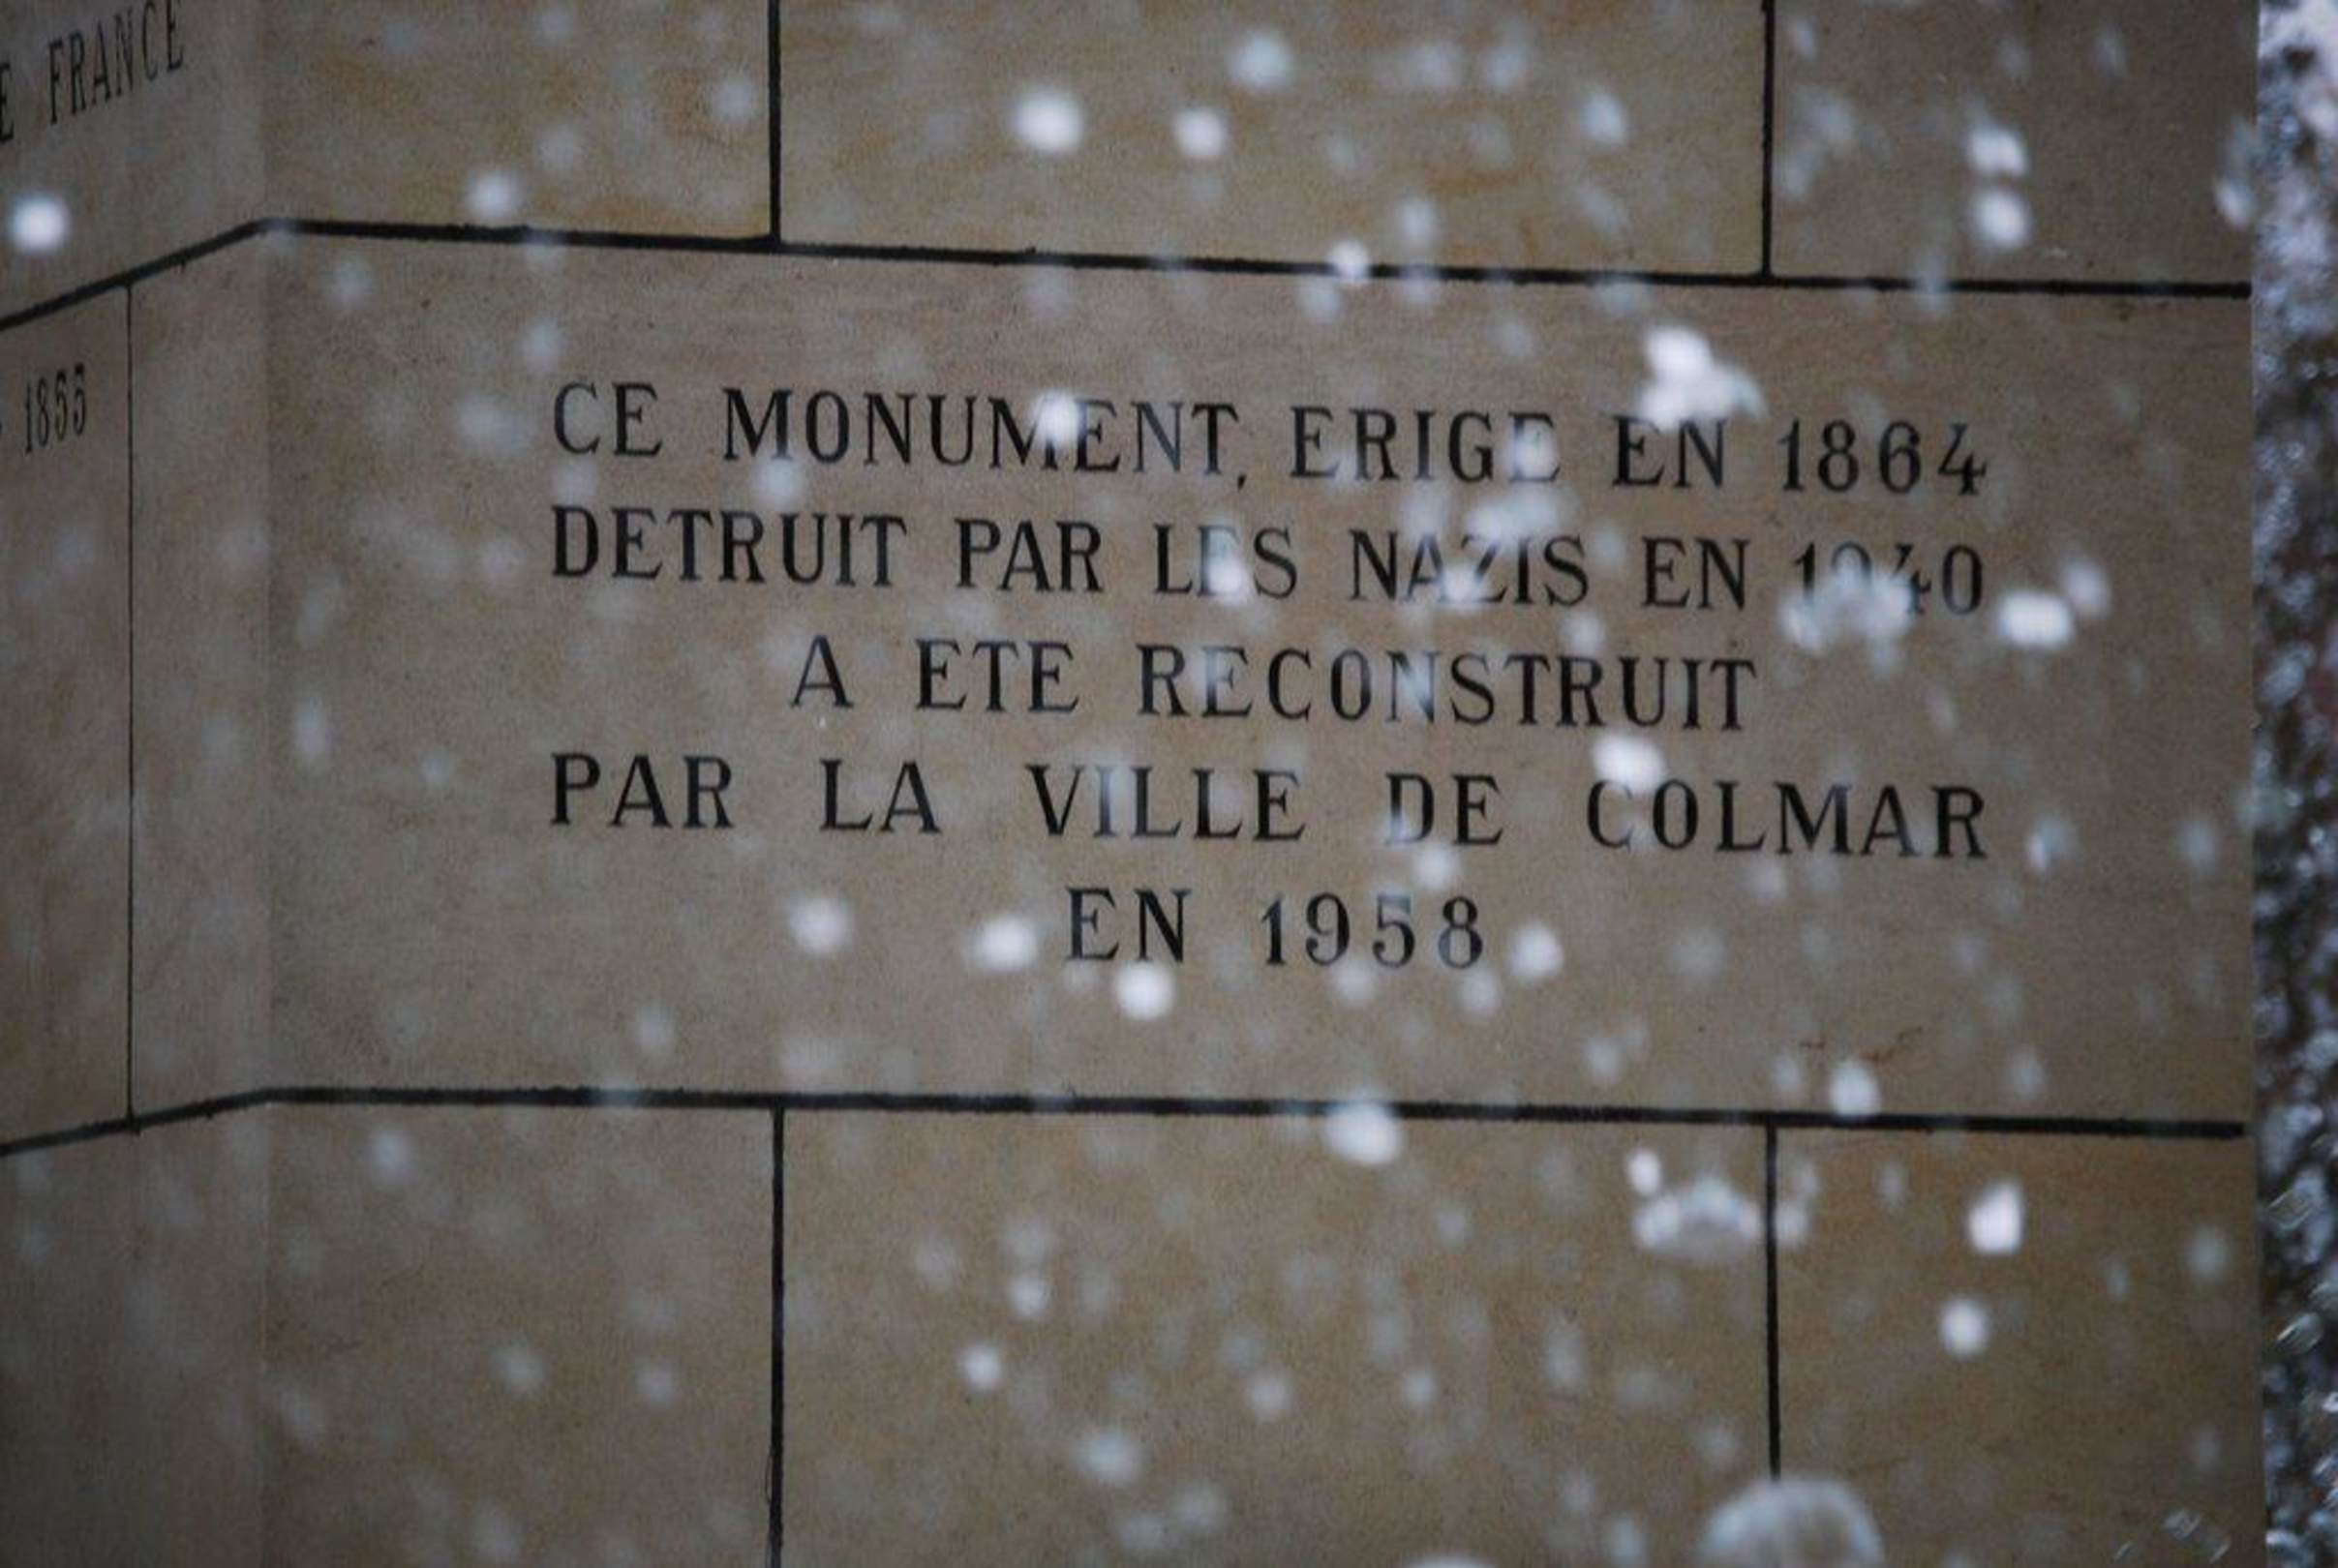 FRANCE
CE MONUMENT, ERIGE EN 1864
DETRUIT PAR LES NAZIS EN 1940
A ETE RECONSTRUIT
PAR LA VILLE DE COLMAR
EN 1958